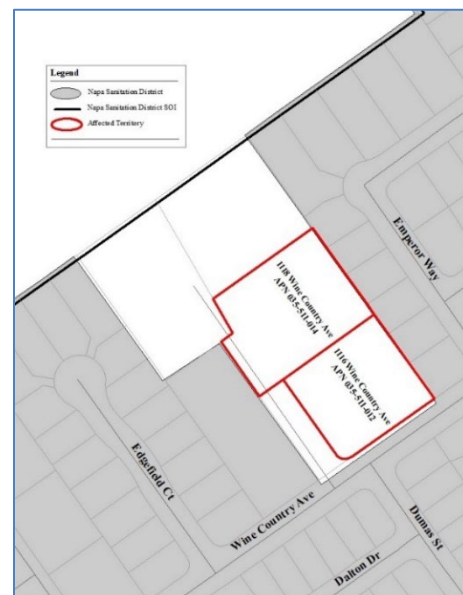 Legend
Napa Sanitation District
Napa Sanitation District SOI
Affected Territory
Emperor Way
1118 Wine Country Ave
APN 035-511-014
1116 Wine Country Ave
APN 035-511-012
Edgefield Ct
Wine Country Ave
Dumas St
Dalton Dr